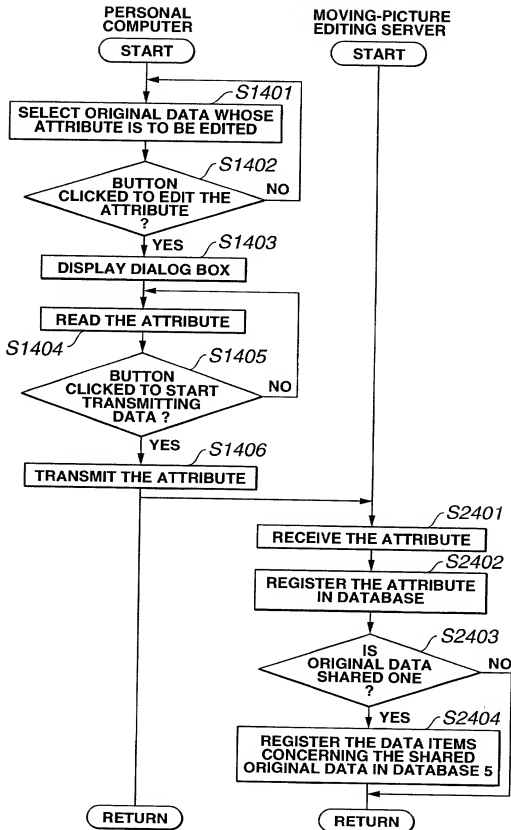 PERSONAL
COMPUTER
START
S1401
SELECT ORIGINAL DATA WHOSE
ATTRIBUTE IS TO BE EDITED
S1402
BUTTON
CLICKED TO EDIT THE
ATTRIBUTE
?
NO
YES
S1403
DISPLAY DIALOG BOX
READ THE ATTRIBUTE
S1404
S1405
BUTTON
CLICKED TO START
TRANSMITTING
DATA ?
NO
YES
S1406
TRANSMIT THE ATTRIBUTE
RETURN
MOVING-PICTURE
EDITING SERVER
START
S2401
RECEIVE THE ATTRIBUTE
S2402
REGISTER THE ATTRIBUTE
IN DATABASE
S2403
IS
ORIGINAL DATA
SHARED ONE
?
NO
YES
S2404
REGISTER THE DATA ITEMS
CONCERNING THE SHARED
ORIGINAL DATA IN DATABASE 5
RETURN